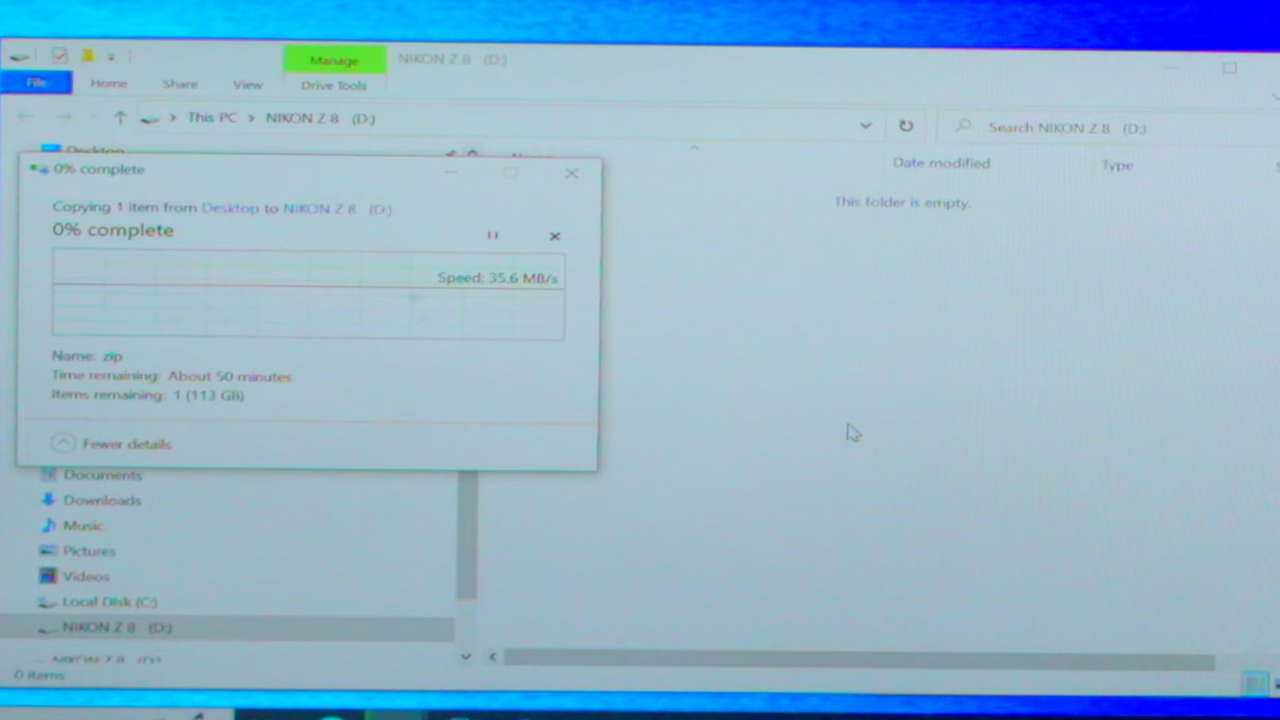 Manage NIKON Z 8 (D:)
File Home Share View Drive Tools
This PC > NIKON Z 8 (D:)
Search NIKON Z 8 (D:)
Desktop
Date modified
Type
0% complete
This folder is empty.
Copying 1 item from Desktop to NIKON Z 8 (D:)
0% complete
Speed: 35.6 MB/s
Name: zip
Time remaining: About 50 minutes
Items remaining: 1 (113 GB)
Fewer details
Documents
Downloads
Music
Pictures
Videos
Local Disk (C:)
NIKON Z 8 (D:)
NIKON Z 8 (D:)
0 items